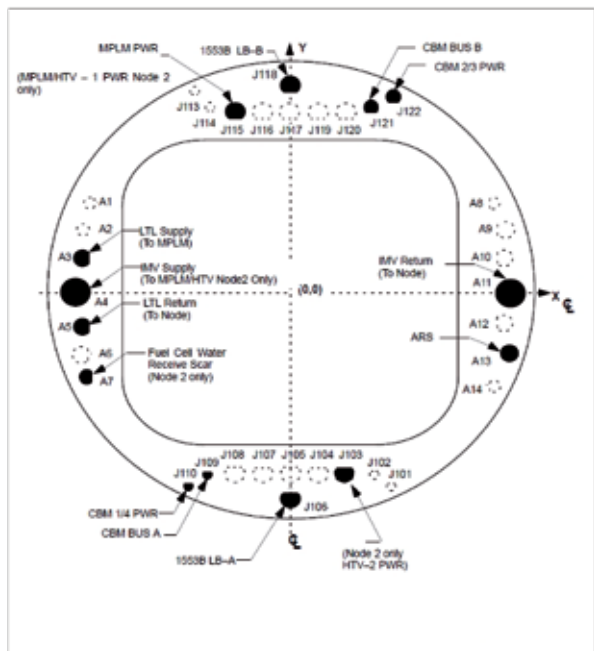 MPLM PWR
(MPLM/HTV – 1 PWR Node 2
only)
1553B LB–B
Y
CBM BUS B
CBM 2/3 PWR
J118
J113
J114
J115
J116
J117
J119
J120
J121
J122
A1
A2
A3
LTL Supply
(To MPLM)
IMV Supply
(To MPLM/HTV Node2 Only)
A4
LTL Return
(To Node)
A5
A6
Fuel Cell Water
Receive Scar
(Node 2 only)
A7
(0,0)
A8
A9
A10
IMV Return
(To Node)
A11
X
A12
ARS
A13
A14
J110
J109
J108
J107
J105
J104
J103
J102
J101
J106
CBM 1/4 PWR
CBM BUS A
1553B LB–A
(Node 2 only
HTV–2 PWR)